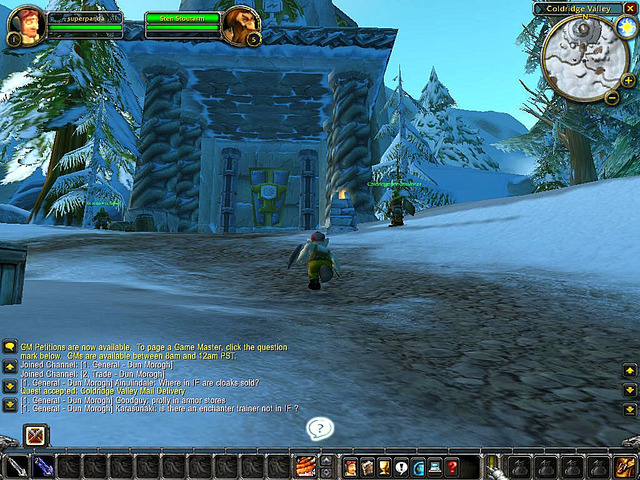 superpanda
Sten Stoutarm
5
Coldridge Valley
N
GM Petitions are now available. To page a Game Master, click the question
mark below. GMs are available between 8am and 12am PST.
Joined Channel: [1. General - Dun Morogh]
Joined Channel: [2. Trade - Dun Morogh]
[1. General - Dun Morogh] Ainulindale: Where in IF are cloaks sold?
Quest accepted: Coldridge Valley Mail Delivery
[1. General - Dun Morogh] Goodguy: prolly in armor stores
[1. General - Dun Morogh] Karasunaki: is there an enchanter trainer not in IF ?
?